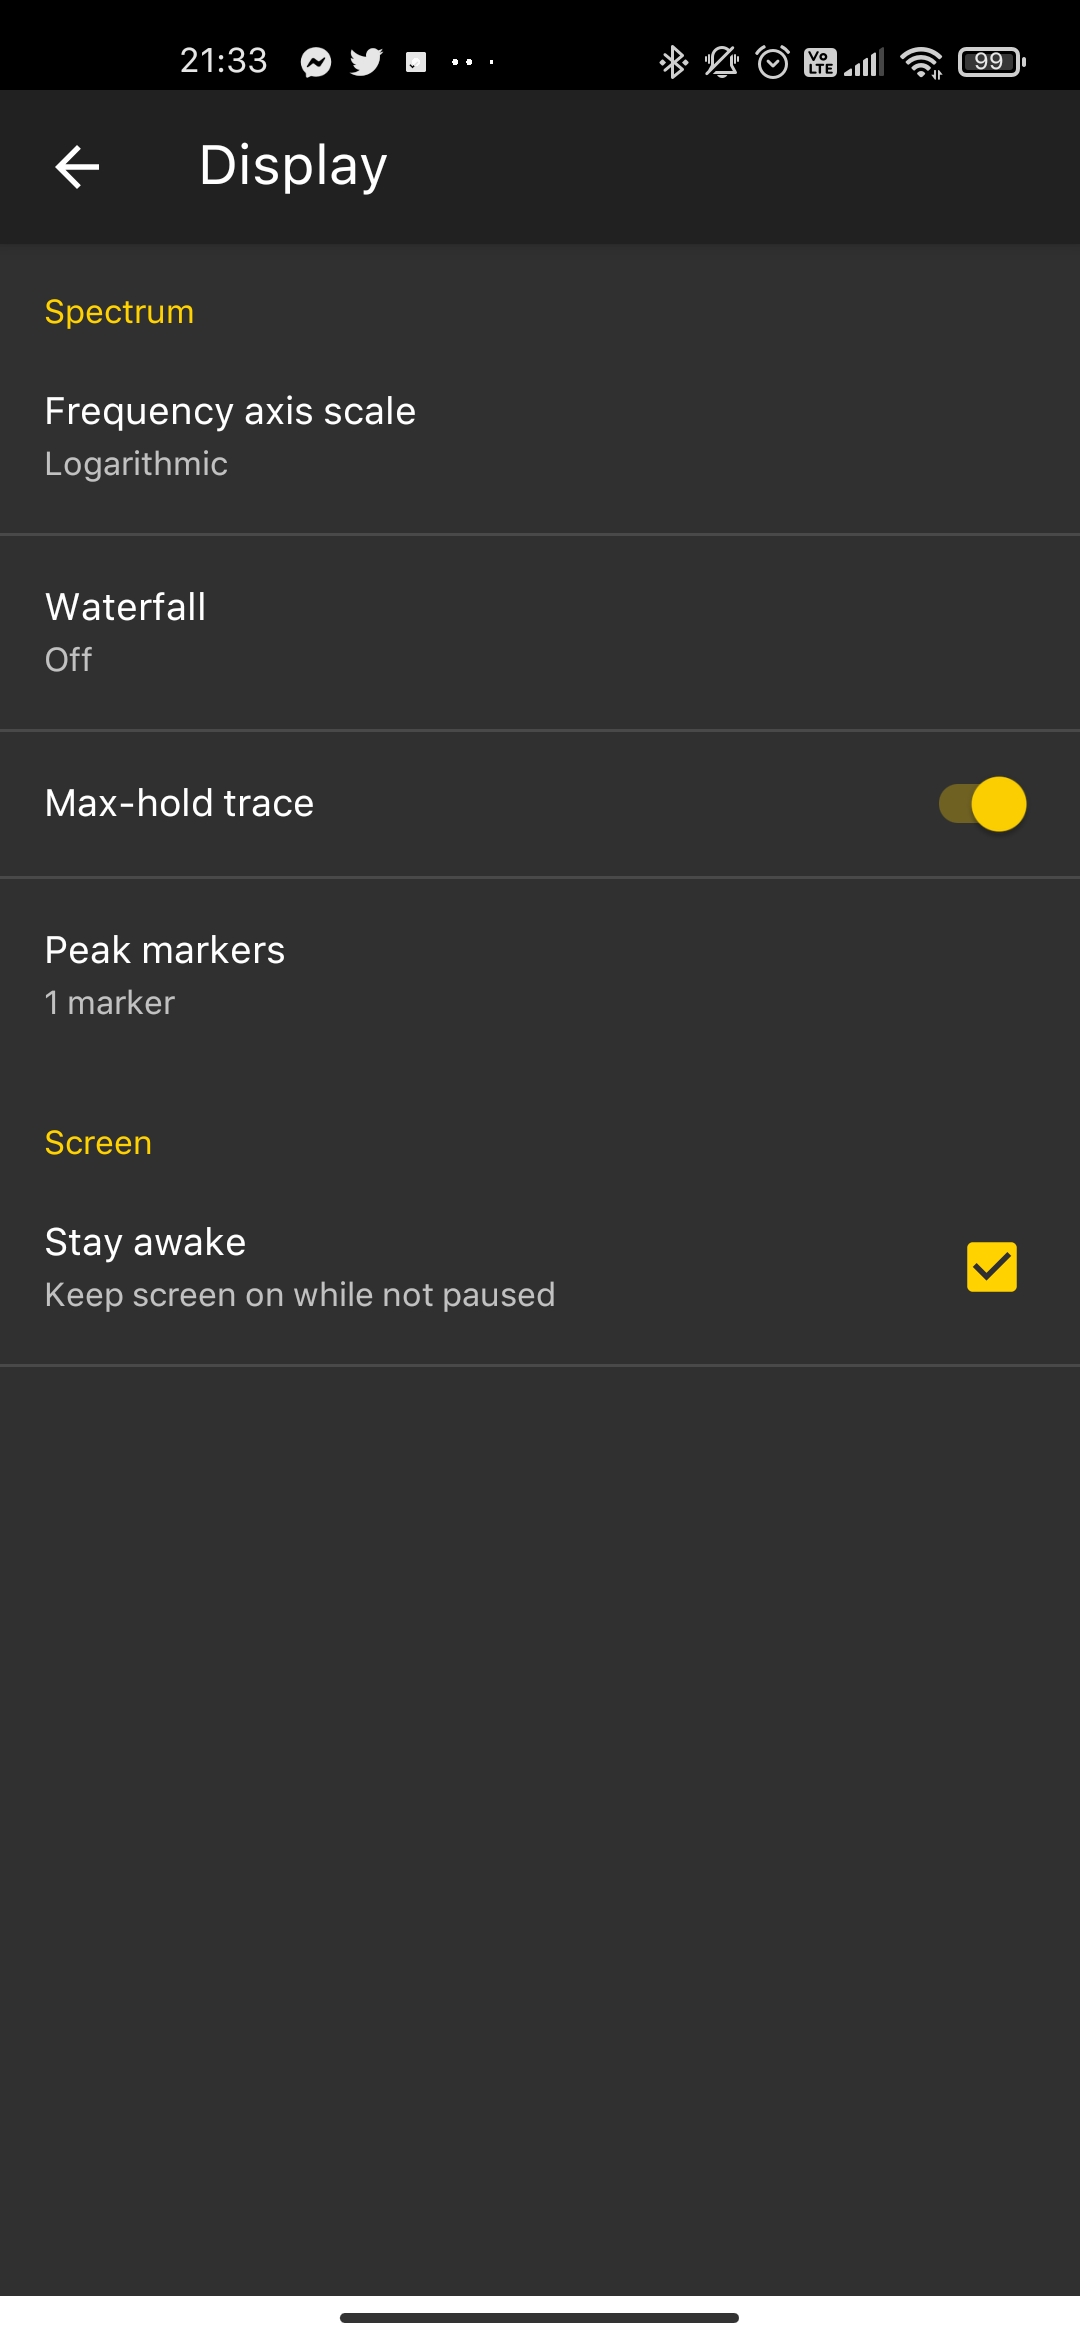 21:33 Vo LTE 99
Display
Spectrum
Frequency axis scale
Logarithmic
Waterfall
Off
Max-hold trace
Peak markers
1 marker
Screen
Stay awake
Keep screen on while not paused